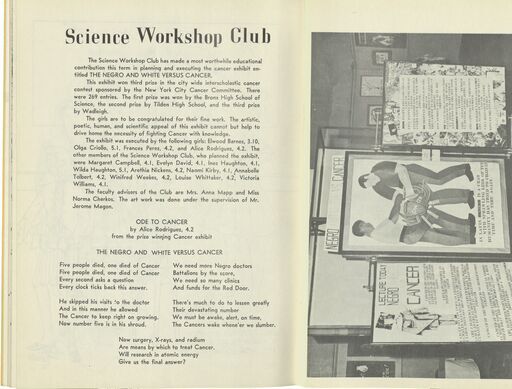 Science Workshop Club
The Science Workshop Club has made a most worthwhile educational
contribution this term in planning and executing the cancer exhibit en-
titled THE NEGRO AND WHITE VERSUS CANCER.
This exhibit won third prize in the city wide interscholastic cancer
contest sponsored by the New York City Cancer Committee. There
were 269 entries. The first prize was won by the Bronx High School of
Science, the second prize by Tilden High School, and the third prize
by Wadleigh.
The girls are to be congratulated for their fine work. The artistic,
poetic, human, and scientific appeal of this exhibit cannot but help to
drive home the necessity of fighting Cancer with knowledge.
The exhibit was executed by the following girls: Elwood Barnes, 3.10,
Olga Criollo, 5.1, Frances Perez, 4.2, and Alice Rodriguez, 4.2. The
other members of the Science Workshop Club, who planned the exhibit,
were Margaret Campbell, 4.1, Evelyn David, 4.1, Inez Haughton, 4.1,
Wilda Haughton, 5.1, Arethia Nickens, 4.2, Naomi Kirby, 4.1, Annabelle
Talbert, 4.2, Winifred Weekes, 4.2, Louise Whittaker, 4.2, Victoria
Williams, 4.1.
The faculty advisers of the Club are Mrs. Anna Mapp and Miss
Norma Cherkos. The art work was done under the supervision of Mr.
Jerome Magon.
ODE TO CANCER
by Alice Rodriguez, 4.2
from the prize winning Cancer exhibit
THE NEGRO AND WHITE VERSUS CANCER
Five people died, one died of Cancer
Five people died, one died of Cancer
Every second asks a question
Every clock ticks back this answer.
He skipped his visits to the doctor
And in this manner he allowed
The Cancer to keep right on growing.
Now number five is in his shroud.
We need more Negro doctors
Battalions by the score,
We need so many clinics
And funds for the Red Door.
There's much to do to lessen greatly
Their devastating number
We must be awake, alert, on time,
The Cancers wake whene'er we slumber.
Now surgery, X-rays, and radium
Are means by which to treat Cancer.
Will research in atomic energy
Give us the final answer?
NEGRO
CANCER
LECTURE TODAY
NEGRO
CANCER